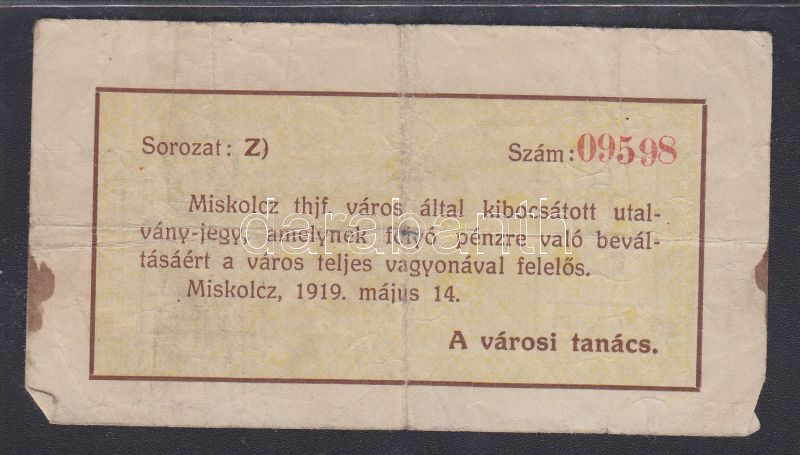 Sorozat: Z)
Szám: 09598
Miskolcz thjf város által kibocsátott utal-
vány-jegy, amelynek folyó pénzre való bevál-
tásáért a város teljes vagyonával felelős.
Miskolcz, 1919. május 14.
A városi tanács.
darabanth